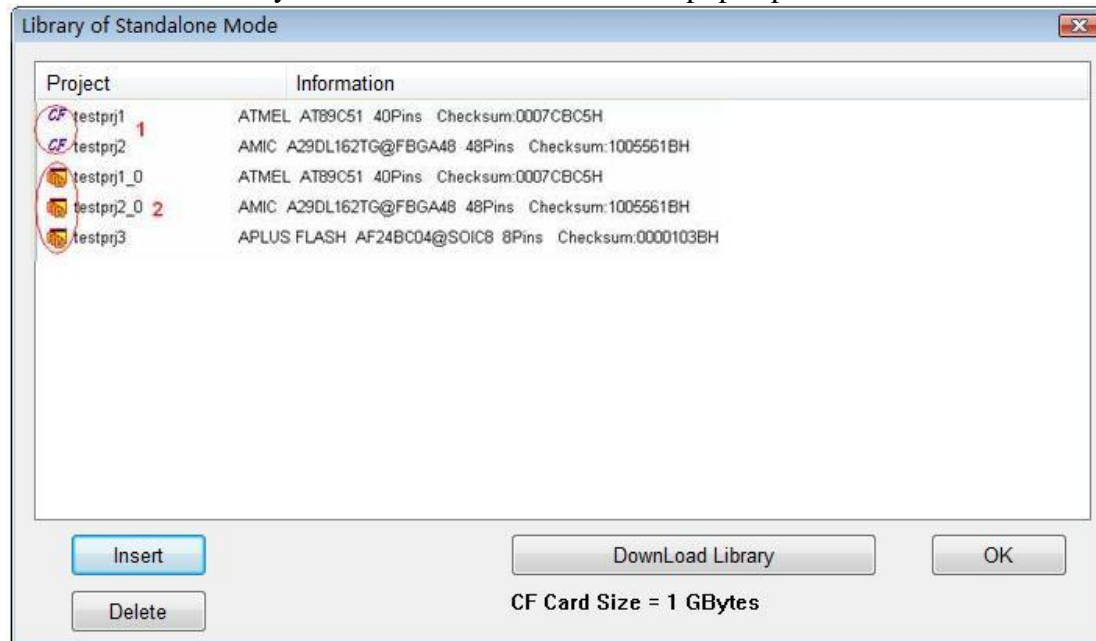 Library of Standalone Mode
Project Information
CF testprj1 ATMEL AT89C51 40Pins Checksum:0007CBC5H
1
CF testprj2 AMIC A29DL162TG@FBGA48 48Pins Checksum:1005561BH
testprj1_0 ATMEL AT89C51 40Pins Checksum:0007CBC5H
testprj2_0 2 AMIC A29DL162TG@FBGA48 48Pins Checksum:1005561BH
testprj3 APLUS FLASH AF24BC04@SOIC8 8Pins Checksum:0000103BH
Insert DownLoad Library OK
Delete CF Card Size = 1 GBytes